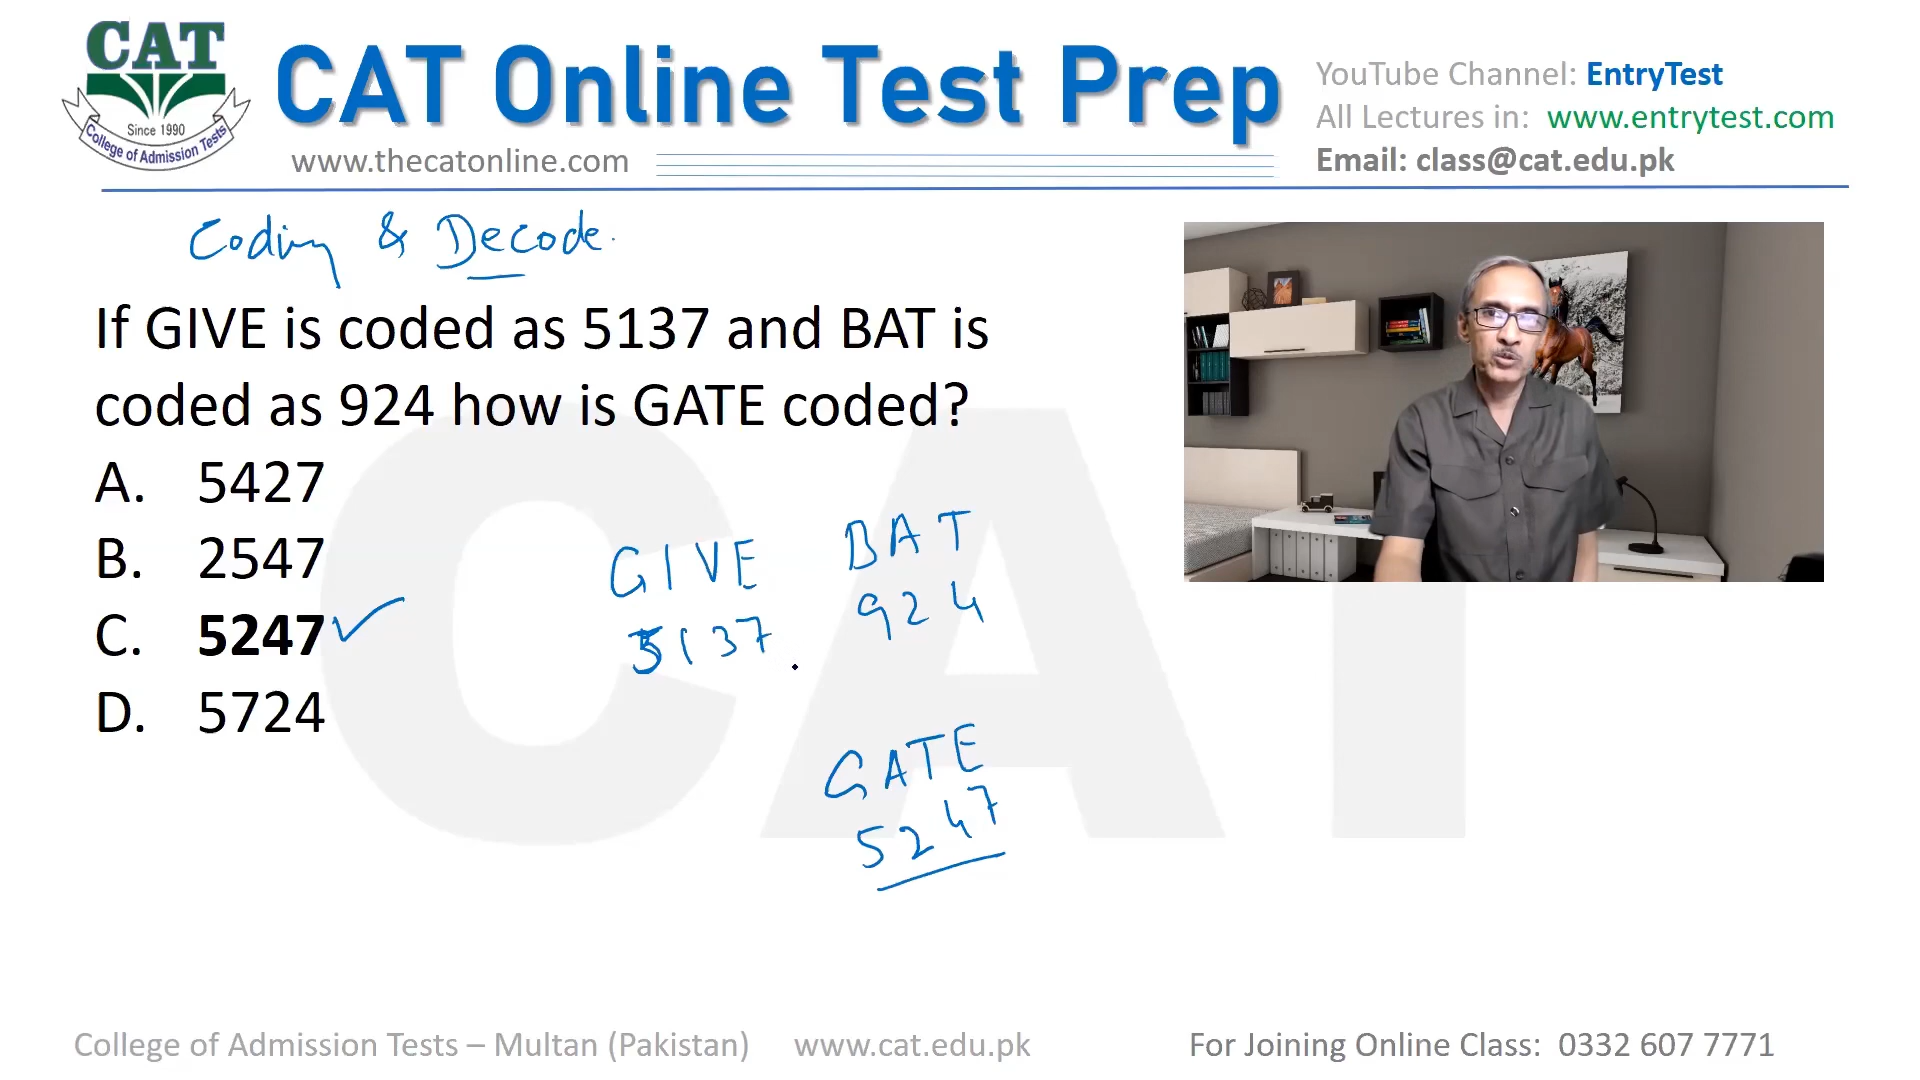 CAT
Since 1990
College of Admission Tests
CAT Online Test Prep
www.thecatonline.com
YouTube Channel: EntryTest
All Lectures in: www.entrytest.com
Email: class@cat.edu.pk
Coding & Decode.
If GIVE is coded as 5137 and BAT is
coded as 924 how is GATE coded?
A. 5427
B. 2547
C. 5247
D. 5724
GIVE
5137
BAT
924
GATE
5247
CAT
College of Admission Tests – Multan (Pakistan) www.cat.edu.pk
For Joining Online Class: 0332 607 7771